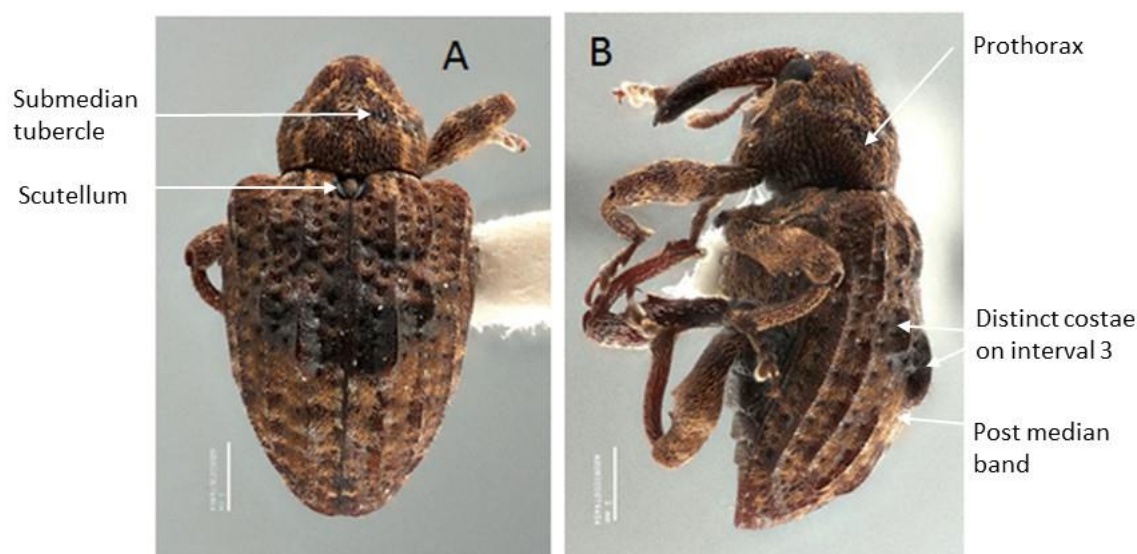 A
B
Submedian
tubercle
Scutellum
Prothorax
Distinct costae
on interval 3
Post median
band